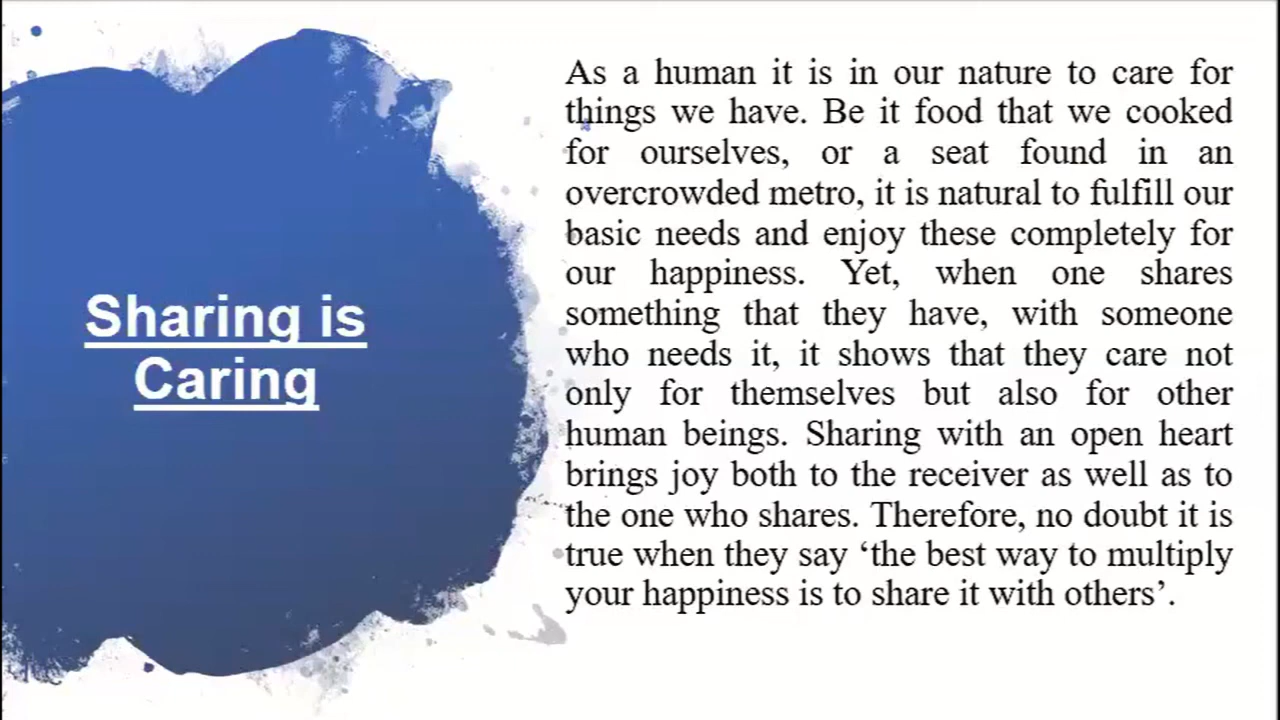 Sharing is
Caring
As a human it is in our nature to care for
things we have. Be it food that we cooked
for ourselves, or a seat found in an
overcrowded metro, it is natural to fulfill our
basic needs and enjoy these completely for
our happiness. Yet, when one shares
something that they have, with someone
who needs it, it shows that they care not
only for themselves but also for other
human beings. Sharing with an open heart
brings joy both to the receiver as well as to
the one who shares. Therefore, no doubt it is
true when they say ‘the best way to multiply
your happiness is to share it with others’.